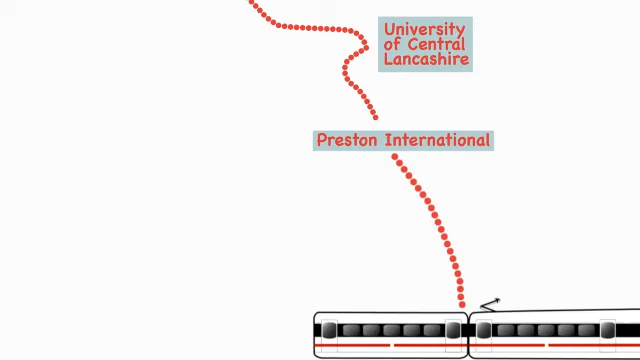 University
of Central
Lancashire
Preston International